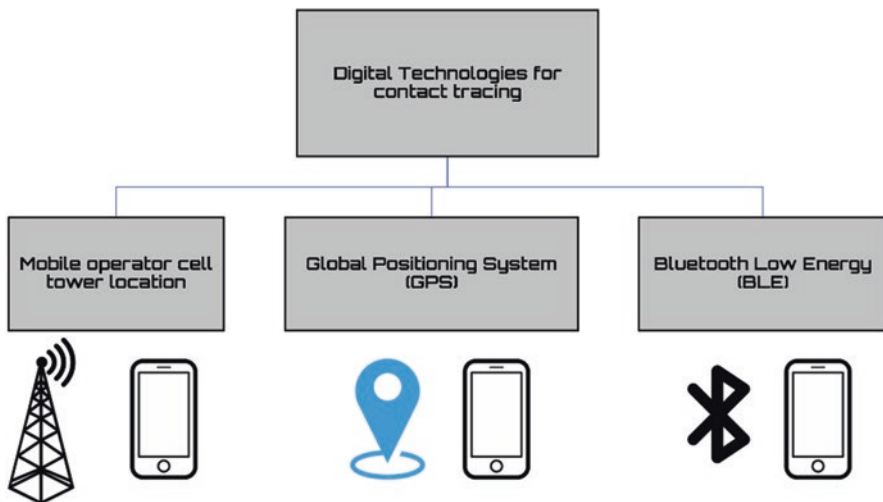 Digital Technologies for
contact tracing
Mobile operator cell
tower location
Global Positioning System
(GPS)
Bluetooth Low Energy
(BLE)